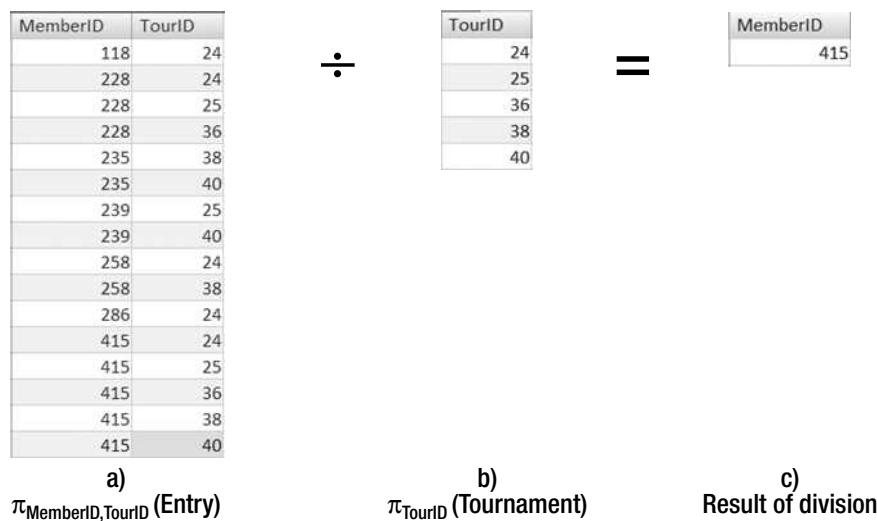 MemberID TourID
118 24
228 24
228 25
228 36
235 38
235 40
239 25
239 40
258 24
258 38
286 24
415 24
415 25
415 36
415 38
415 40
a)
πMemberID,TourID (Entry)
÷
TourID
24
25
36
38
40
b)
πTourID (Tournament)
=
MemberID
415
c)
Result of division